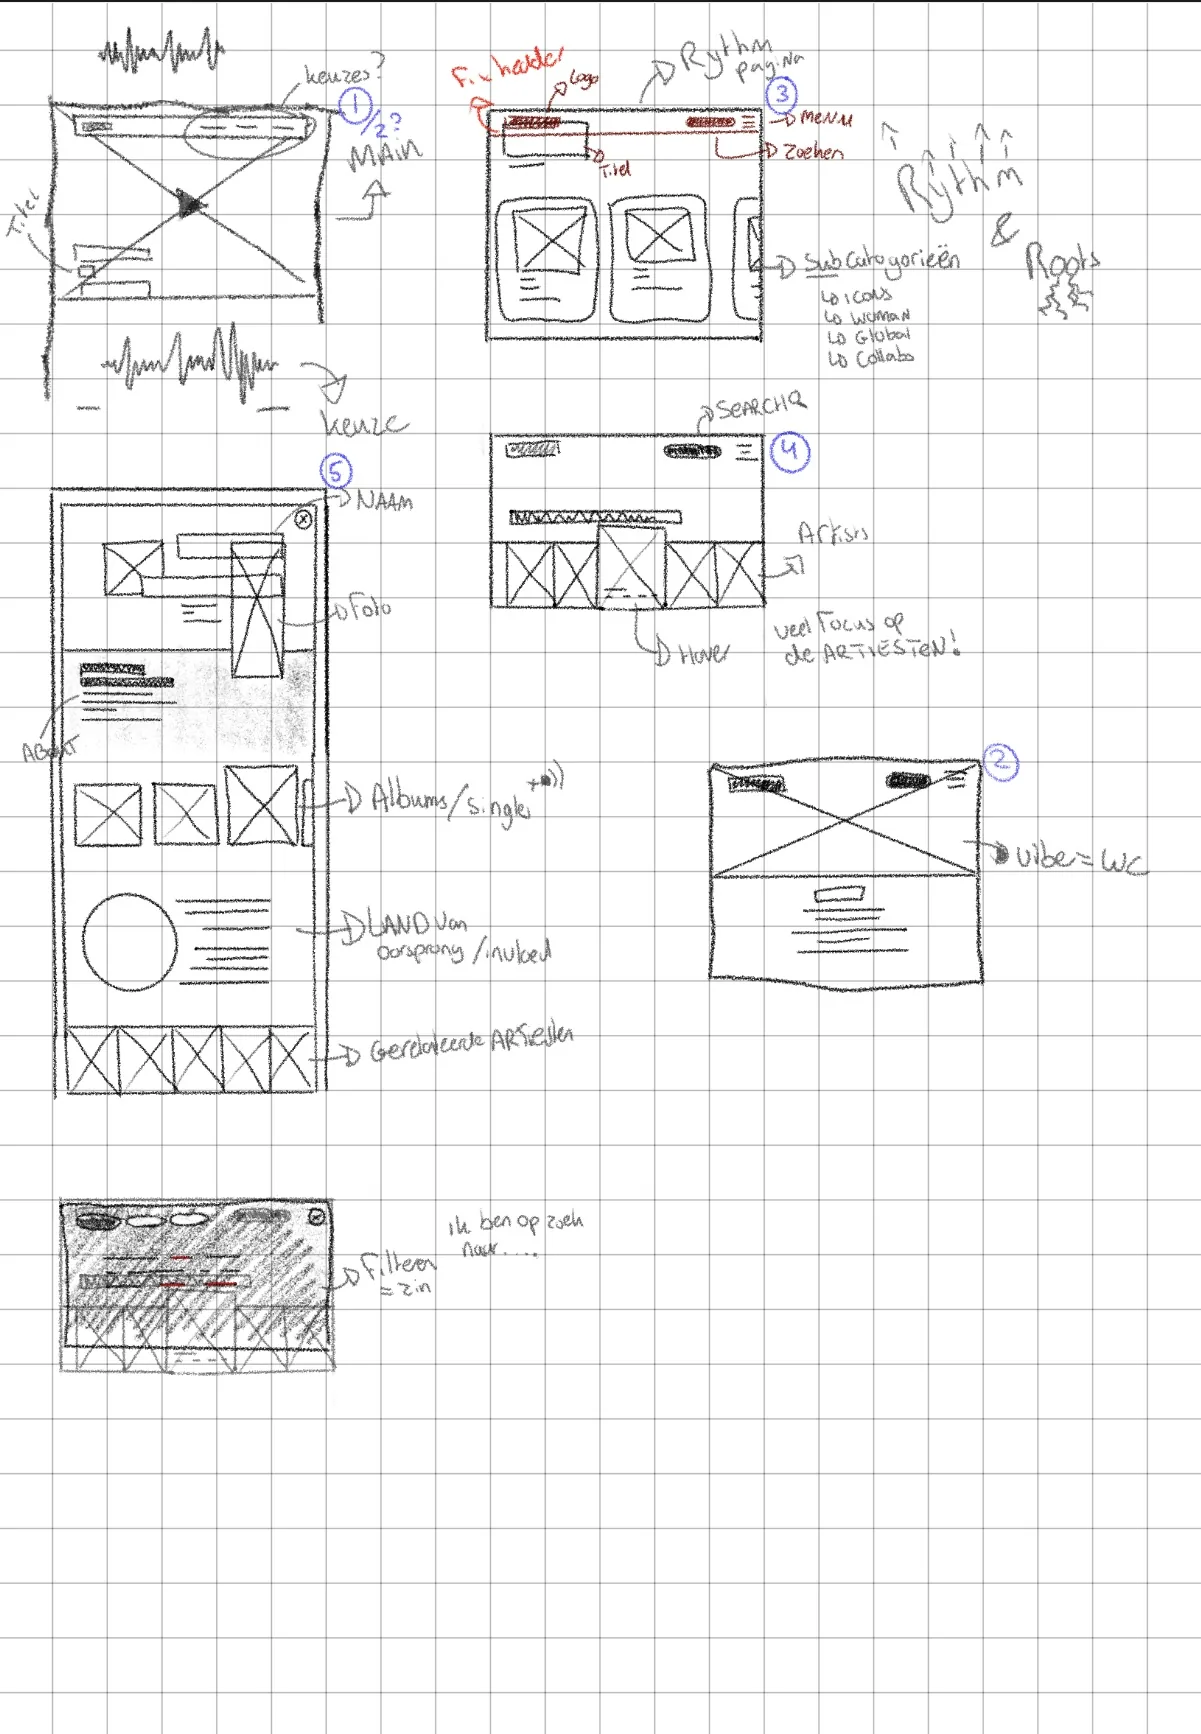 keuzes?
1/2?
MAIN
Titel
keuze
Fix header
Logo
Rythm
pagina
3
MENU
Zoeken
Titel
Subcategorieën
ICONS
Woman
Global
Collabs
Rythm
&
Roots
SEARCH
4
Artists
Hover
veel Focus op
de ARTIESTEN!
5
NAAM
Foto
ABOUT
Albums/single
LAND van
oorsprong/invloed
Gerelateerde ARTIESTEN
2
vibe = WC
Filteren
= zin
ik ben op zoek
naar....